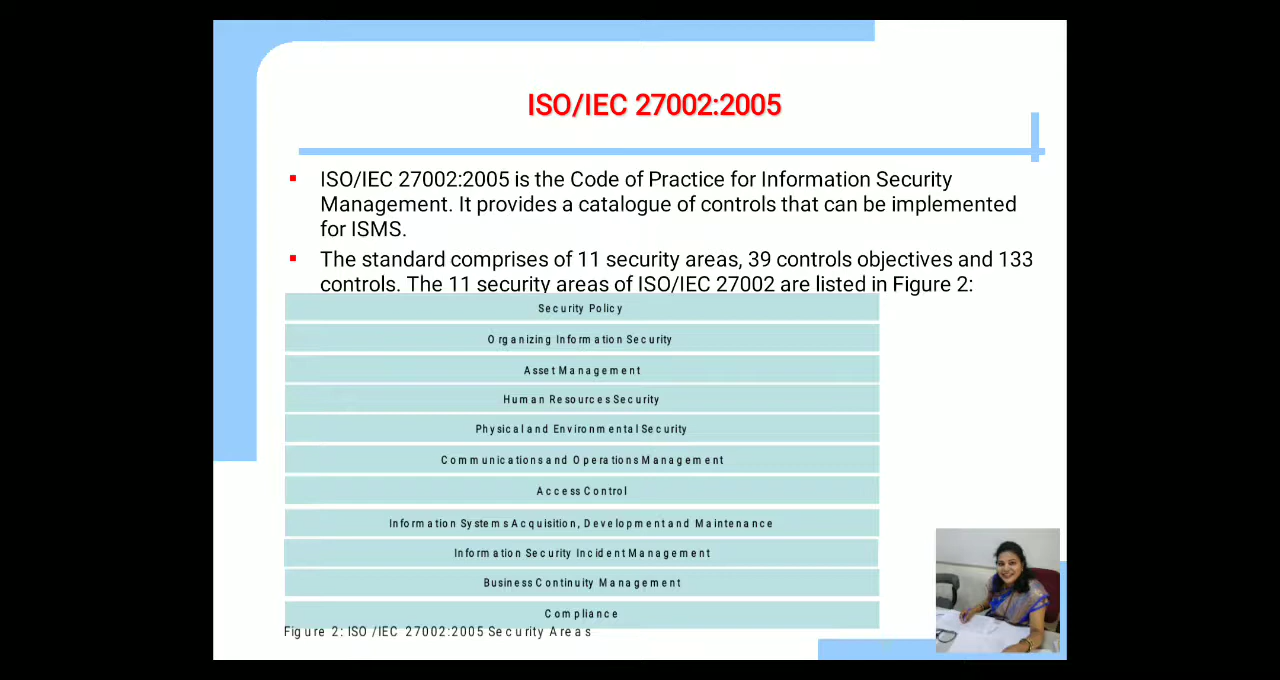 ISO/IEC 27002:2005
ISO/IEC 27002:2005 is the Code of Practice for Information Security
Management. It provides a catalogue of controls that can be implemented
for ISMS.
The standard comprises of 11 security areas, 39 controls objectives and 133
controls. The 11 security areas of ISO/IEC 27002 are listed in Figure 2:
Security Policy
Organizing Information Security
Asset Management
Human Resources Security
Physical and Environmental Security
Communications and Operations Management
Access Control
Information Systems Acquisition, Development and Maintenance
Information Security Incident Management
Business Continuity Management
Compliance
Figure 2: ISO /IEC 27002:2005 Security Areas